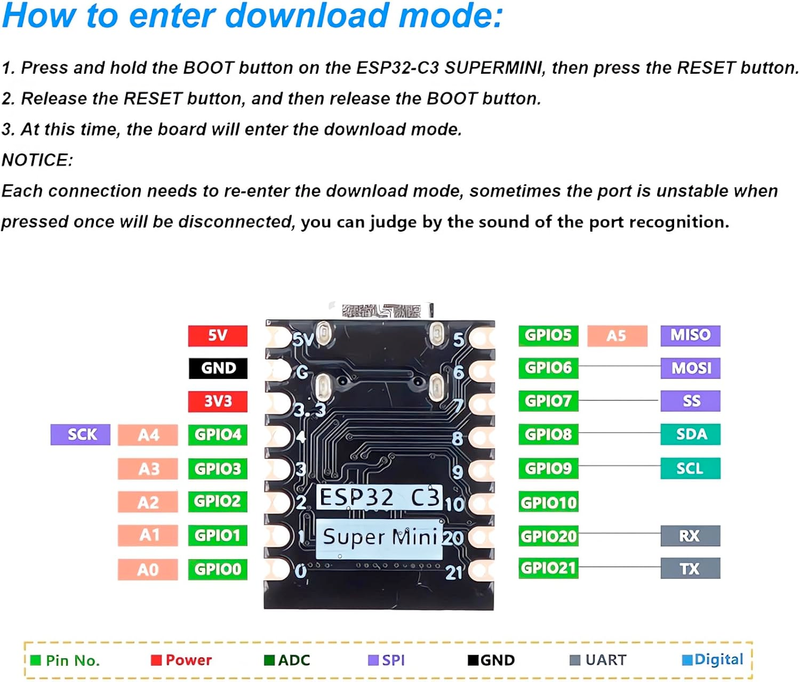 How to enter download mode:
1. Press and hold the BOOT button on the ESP32-C3 SUPERMINI, then press the RESET button.
2. Release the RESET button, and then release the BOOT button.
3. At this time, the board will enter the download mode.
NOTICE:
Each connection needs to re-enter the download mode, sometimes the port is unstable when
pressed once will be disconnected, you can judge by the sound of the port recognition.
5V 5V 5 GPIO5 A5 MISO
GND G 6 GPIO6 MOSI
3V3 3.3 7 GPIO7 SS
SCK A4 GPIO4 4 8 GPIO8 SDA
A3 GPIO3 3 9 GPIO9 SCL
A2 GPIO2 2 ESP32 C3 10 GPIO10
A1 GPIO1 1 Super Mini 20 GPIO20 RX
A0 GPIO0 0 21 GPIO21 TX
Pin No. Power ADC SPI GND UART Digital